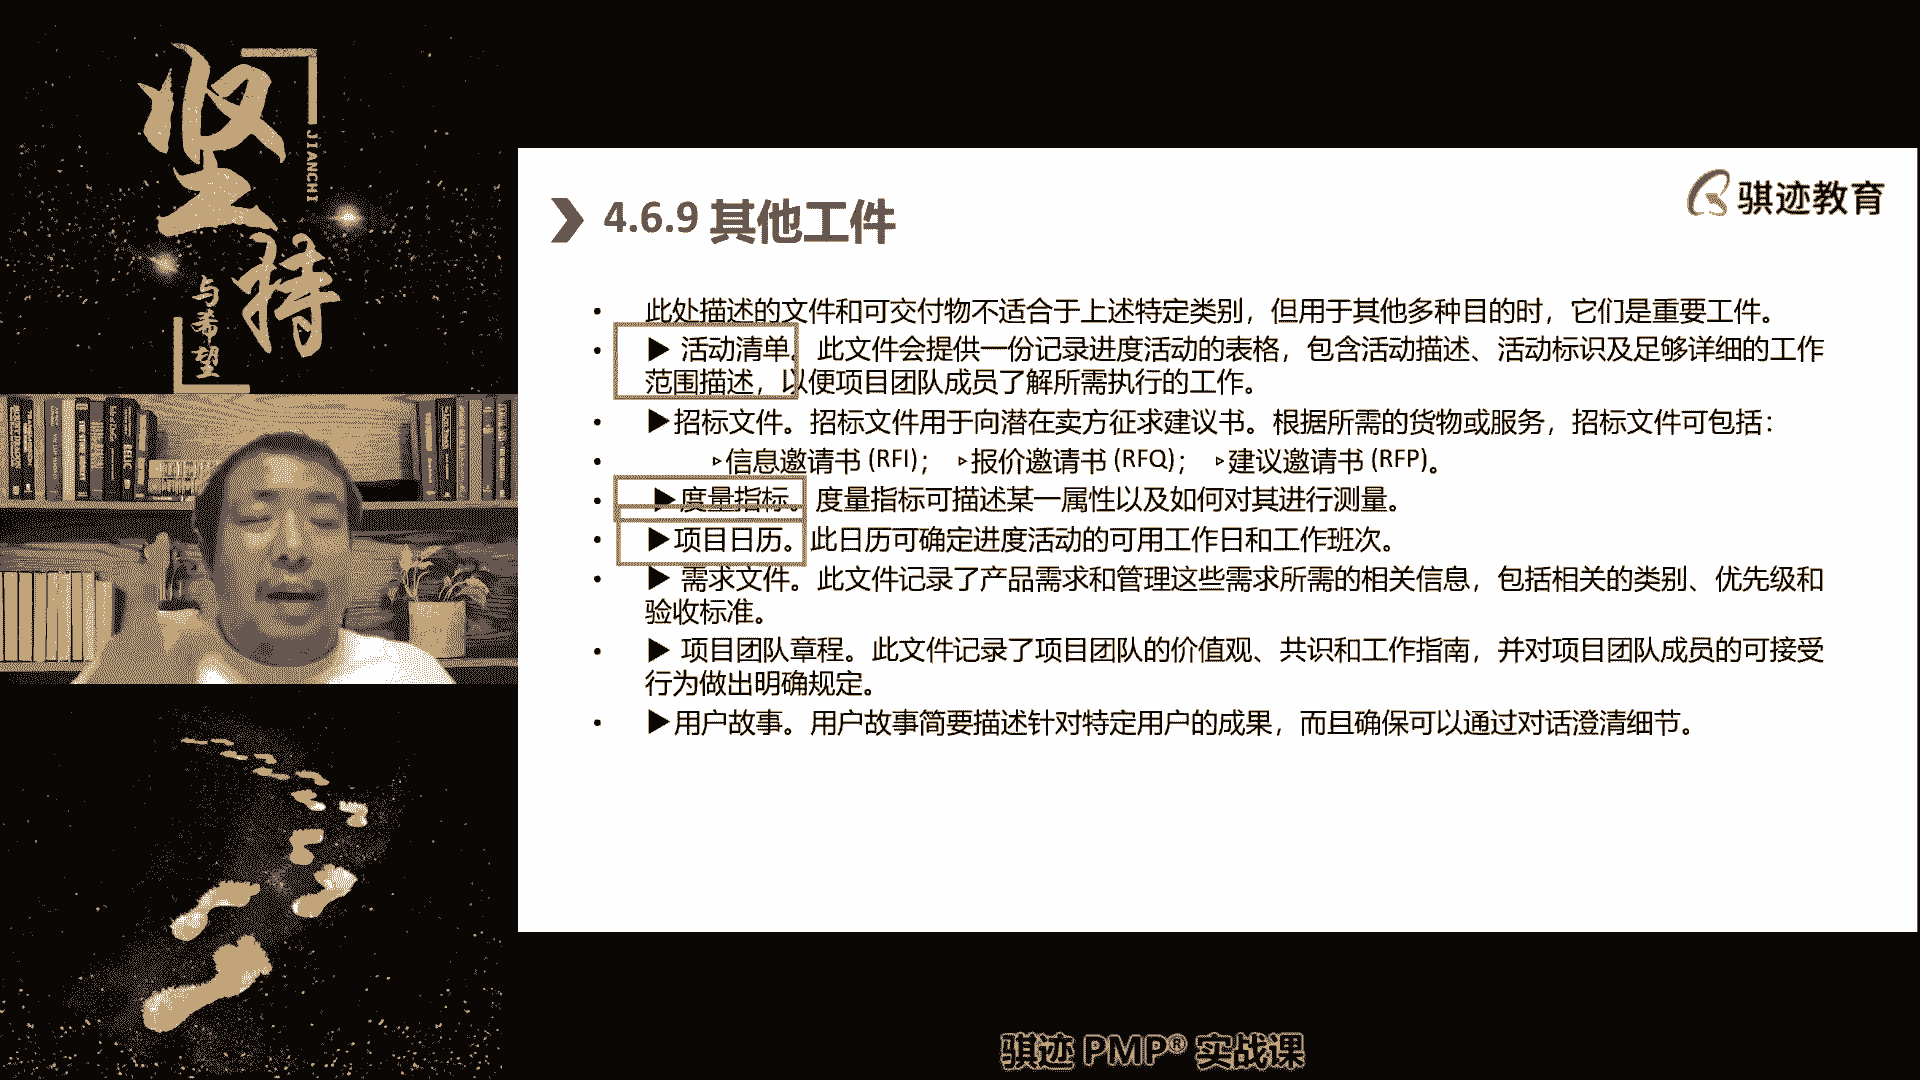 坚持
JIANCHI
与希望
骐迹教育
4.6.9 其他工件
• 此处描述的文件和可交付物不适合于上述特定类别，但用于其他多种目的时，它们是重要工件。
• ▶ 活动清单。此文件会提供一份记录进度活动的表格，包含活动描述、活动标识及足够详细的工作
范围描述，以便项目团队成员了解所需执行的工作。
• ▶招标文件。招标文件用于向潜在卖方征求建议书。根据所需的货物或服务，招标文件可包括：
• ▹信息邀请书 (RFI)； ▹报价邀请书 (RFQ)； ▹建议邀请书 (RFP)。
• ▶度量指标。度量指标可描述某一属性以及如何对其进行测量。
• ▶项目日历。此日历可确定进度活动的可用工作日和工作班次。
• ▶ 需求文件。此文件记录了产品需求和管理这些需求所需的相关信息，包括相关的类别、优先级和
验收标准。
• ▶ 项目团队章程。此文件记录了项目团队的价值观、共识和工作指南，并对项目团队成员的可接受
行为做出明确规定。
• ▶用户故事。用户故事简要描述针对特定用户的成果，而且确保可以通过对话澄清细节。
骐迹 PMP® 实战课